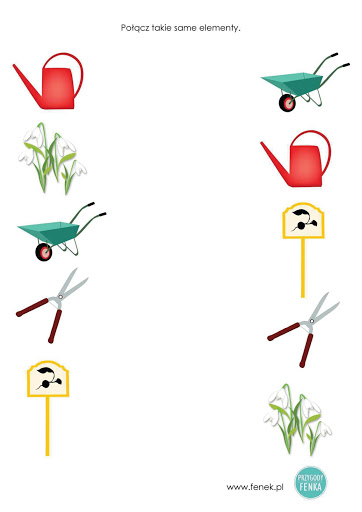 Połącz takie same elementy.
www.fenek.pl
PRZYGODY
FENKA